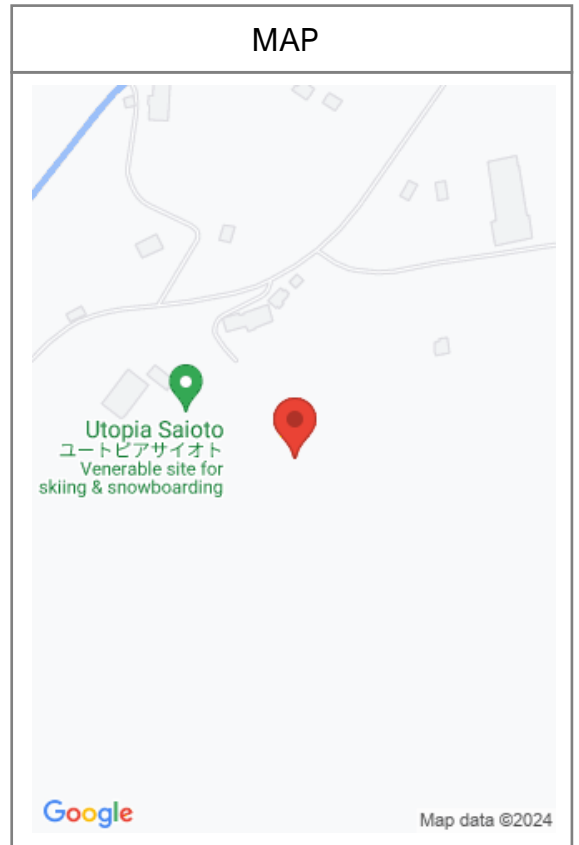 MAP
Utopia Saioto
ユートピアサイオト
Venerable site for
skiing & snowboarding
Google
Map data ©2024